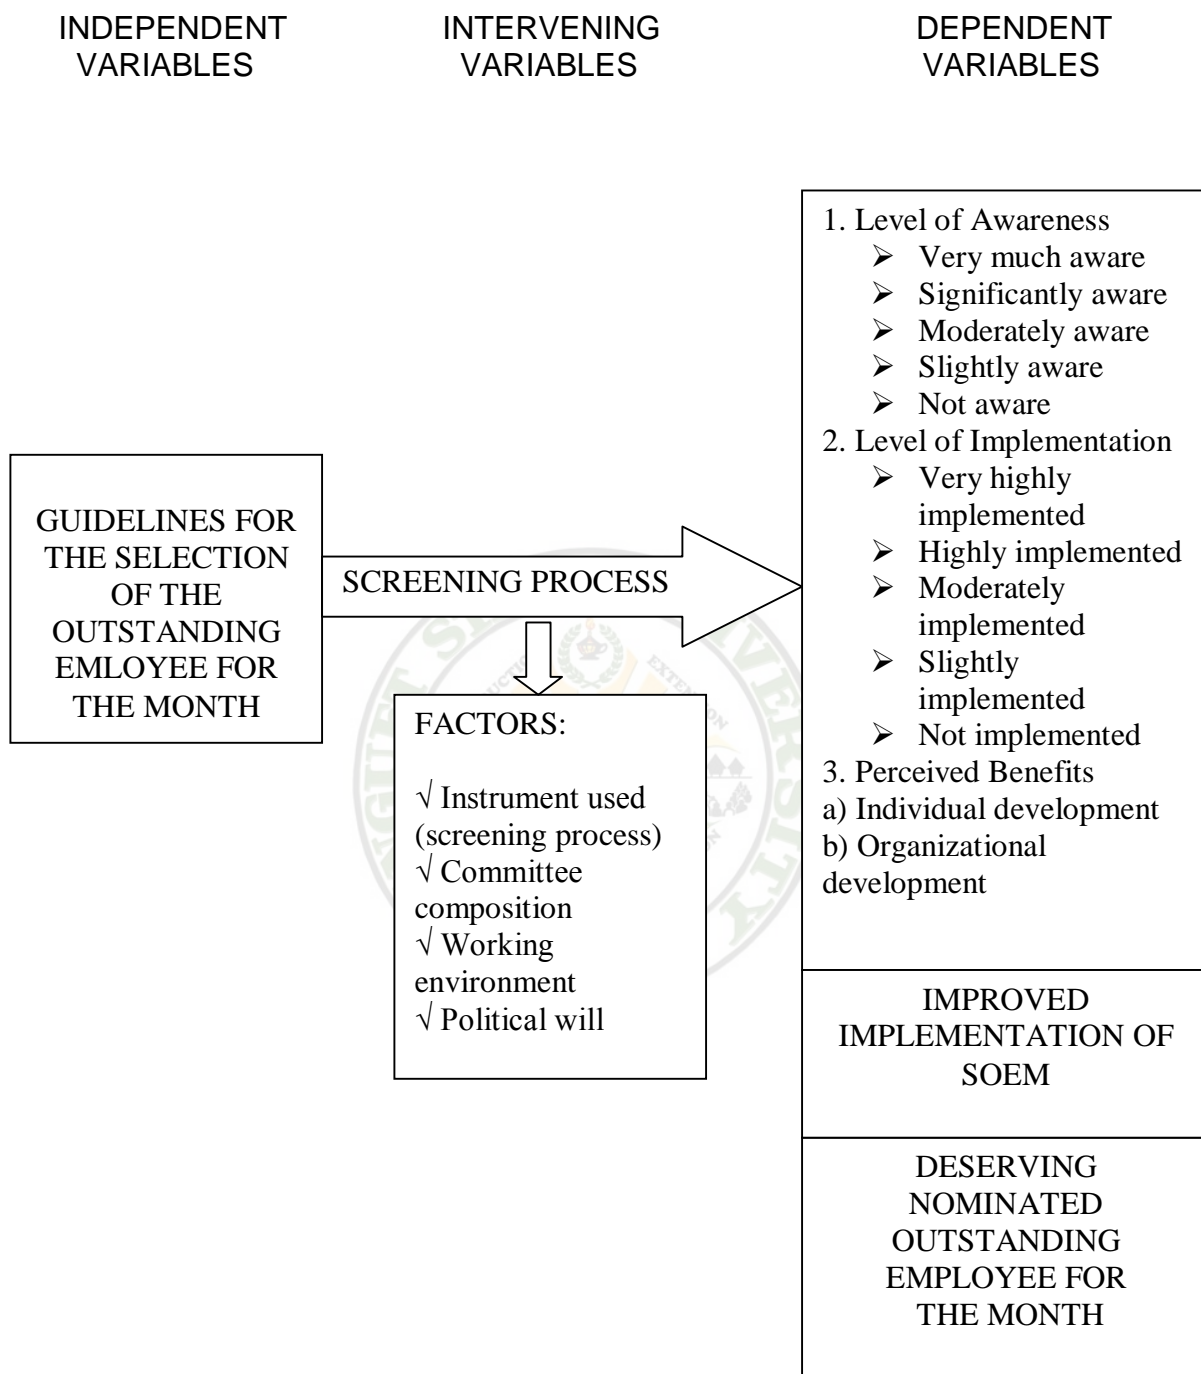 INDEPENDENT
VARIABLES
INTERVENING
VARIABLES
DEPENDENT
VARIABLES
GUIDELINES FOR
THE SELECTION
OF THE
OUTSTANDING
EMLOYEE FOR
THE MONTH
SCREENING PROCESS
FACTORS:
√ Instrument used
(screening process)
√ Committee
composition
√ Working
environment
√ Political will
1. Level of Awareness
➢ Very much aware
➢ Significantly aware
➢ Moderately aware
➢ Slightly aware
➢ Not aware
2. Level of Implementation
➢ Very highly
implemented
➢ Highly implemented
➢ Moderately
implemented
➢ Slightly
implemented
➢ Not implemented
3. Perceived Benefits
a) Individual development
b) Organizational
development
IMPROVED
IMPLEMENTATION OF
SOEM
DESERVING
NOMINATED
OUTSTANDING
EMPLOYEE FOR
THE MONTH